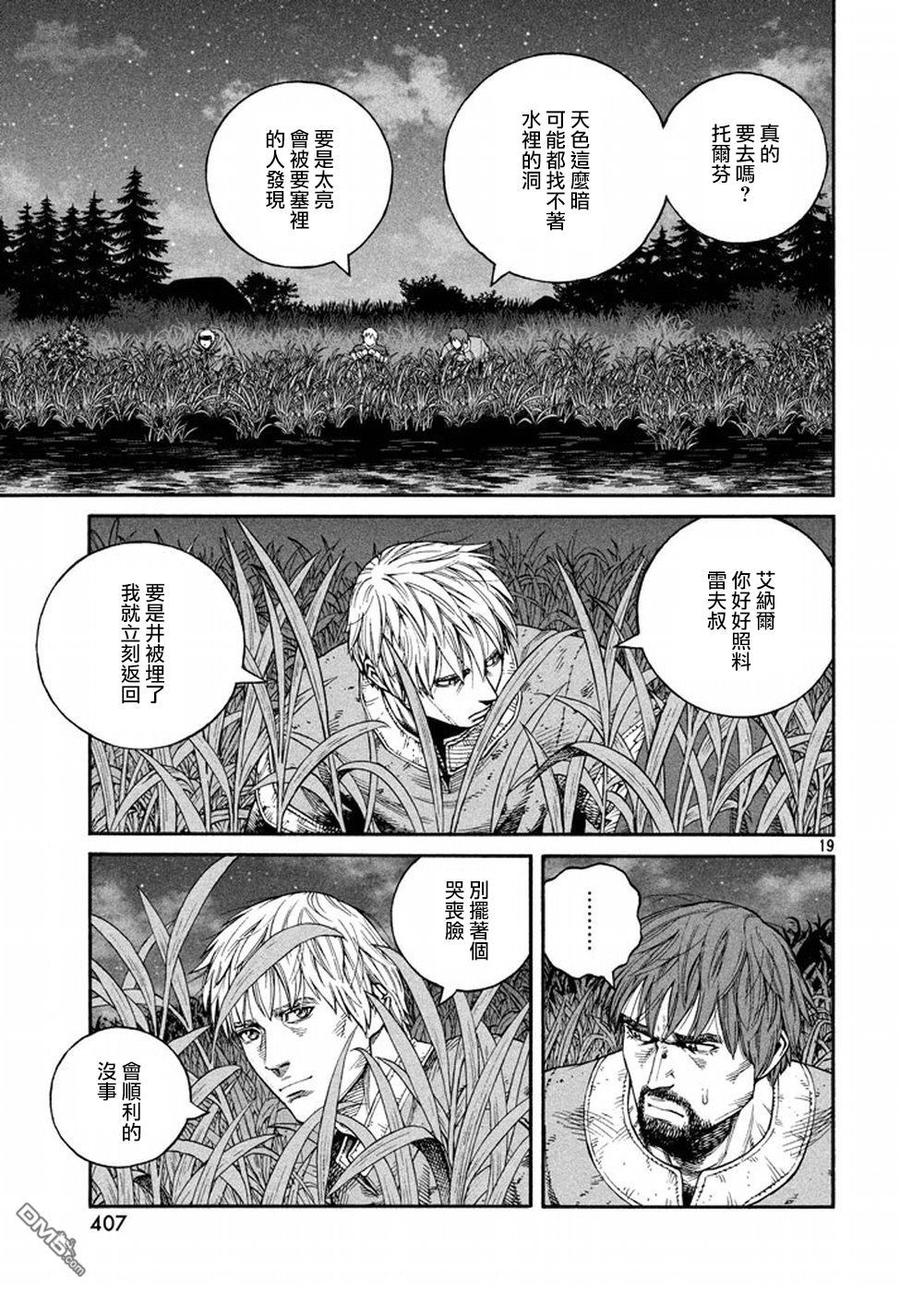 真的
要去嗎？
托爾芬
天色這麼暗
可能都找不著
水裡的洞
要是太亮
會被要塞裡
的人發現
艾納爾
你好好照料
雷夫叔
要是井被埋了
我就立刻返回
19
………
別擺著個
哭喪臉
會順利的
沒事
407
DM5.com